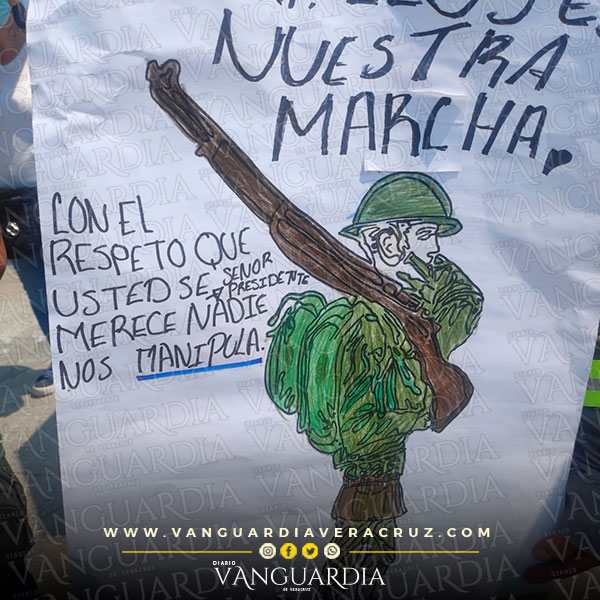 NUESTRA
MARCHA.
CON EL
RESPETO QUE
USTED SE SEÑOR
PRESIDENTE
MERECE NADIE
NOS MANIPULA.
WWW.VANGUARDIAVERACRUZ.COM
DIARIO
VANGUARDIA
DE VERACRUZ